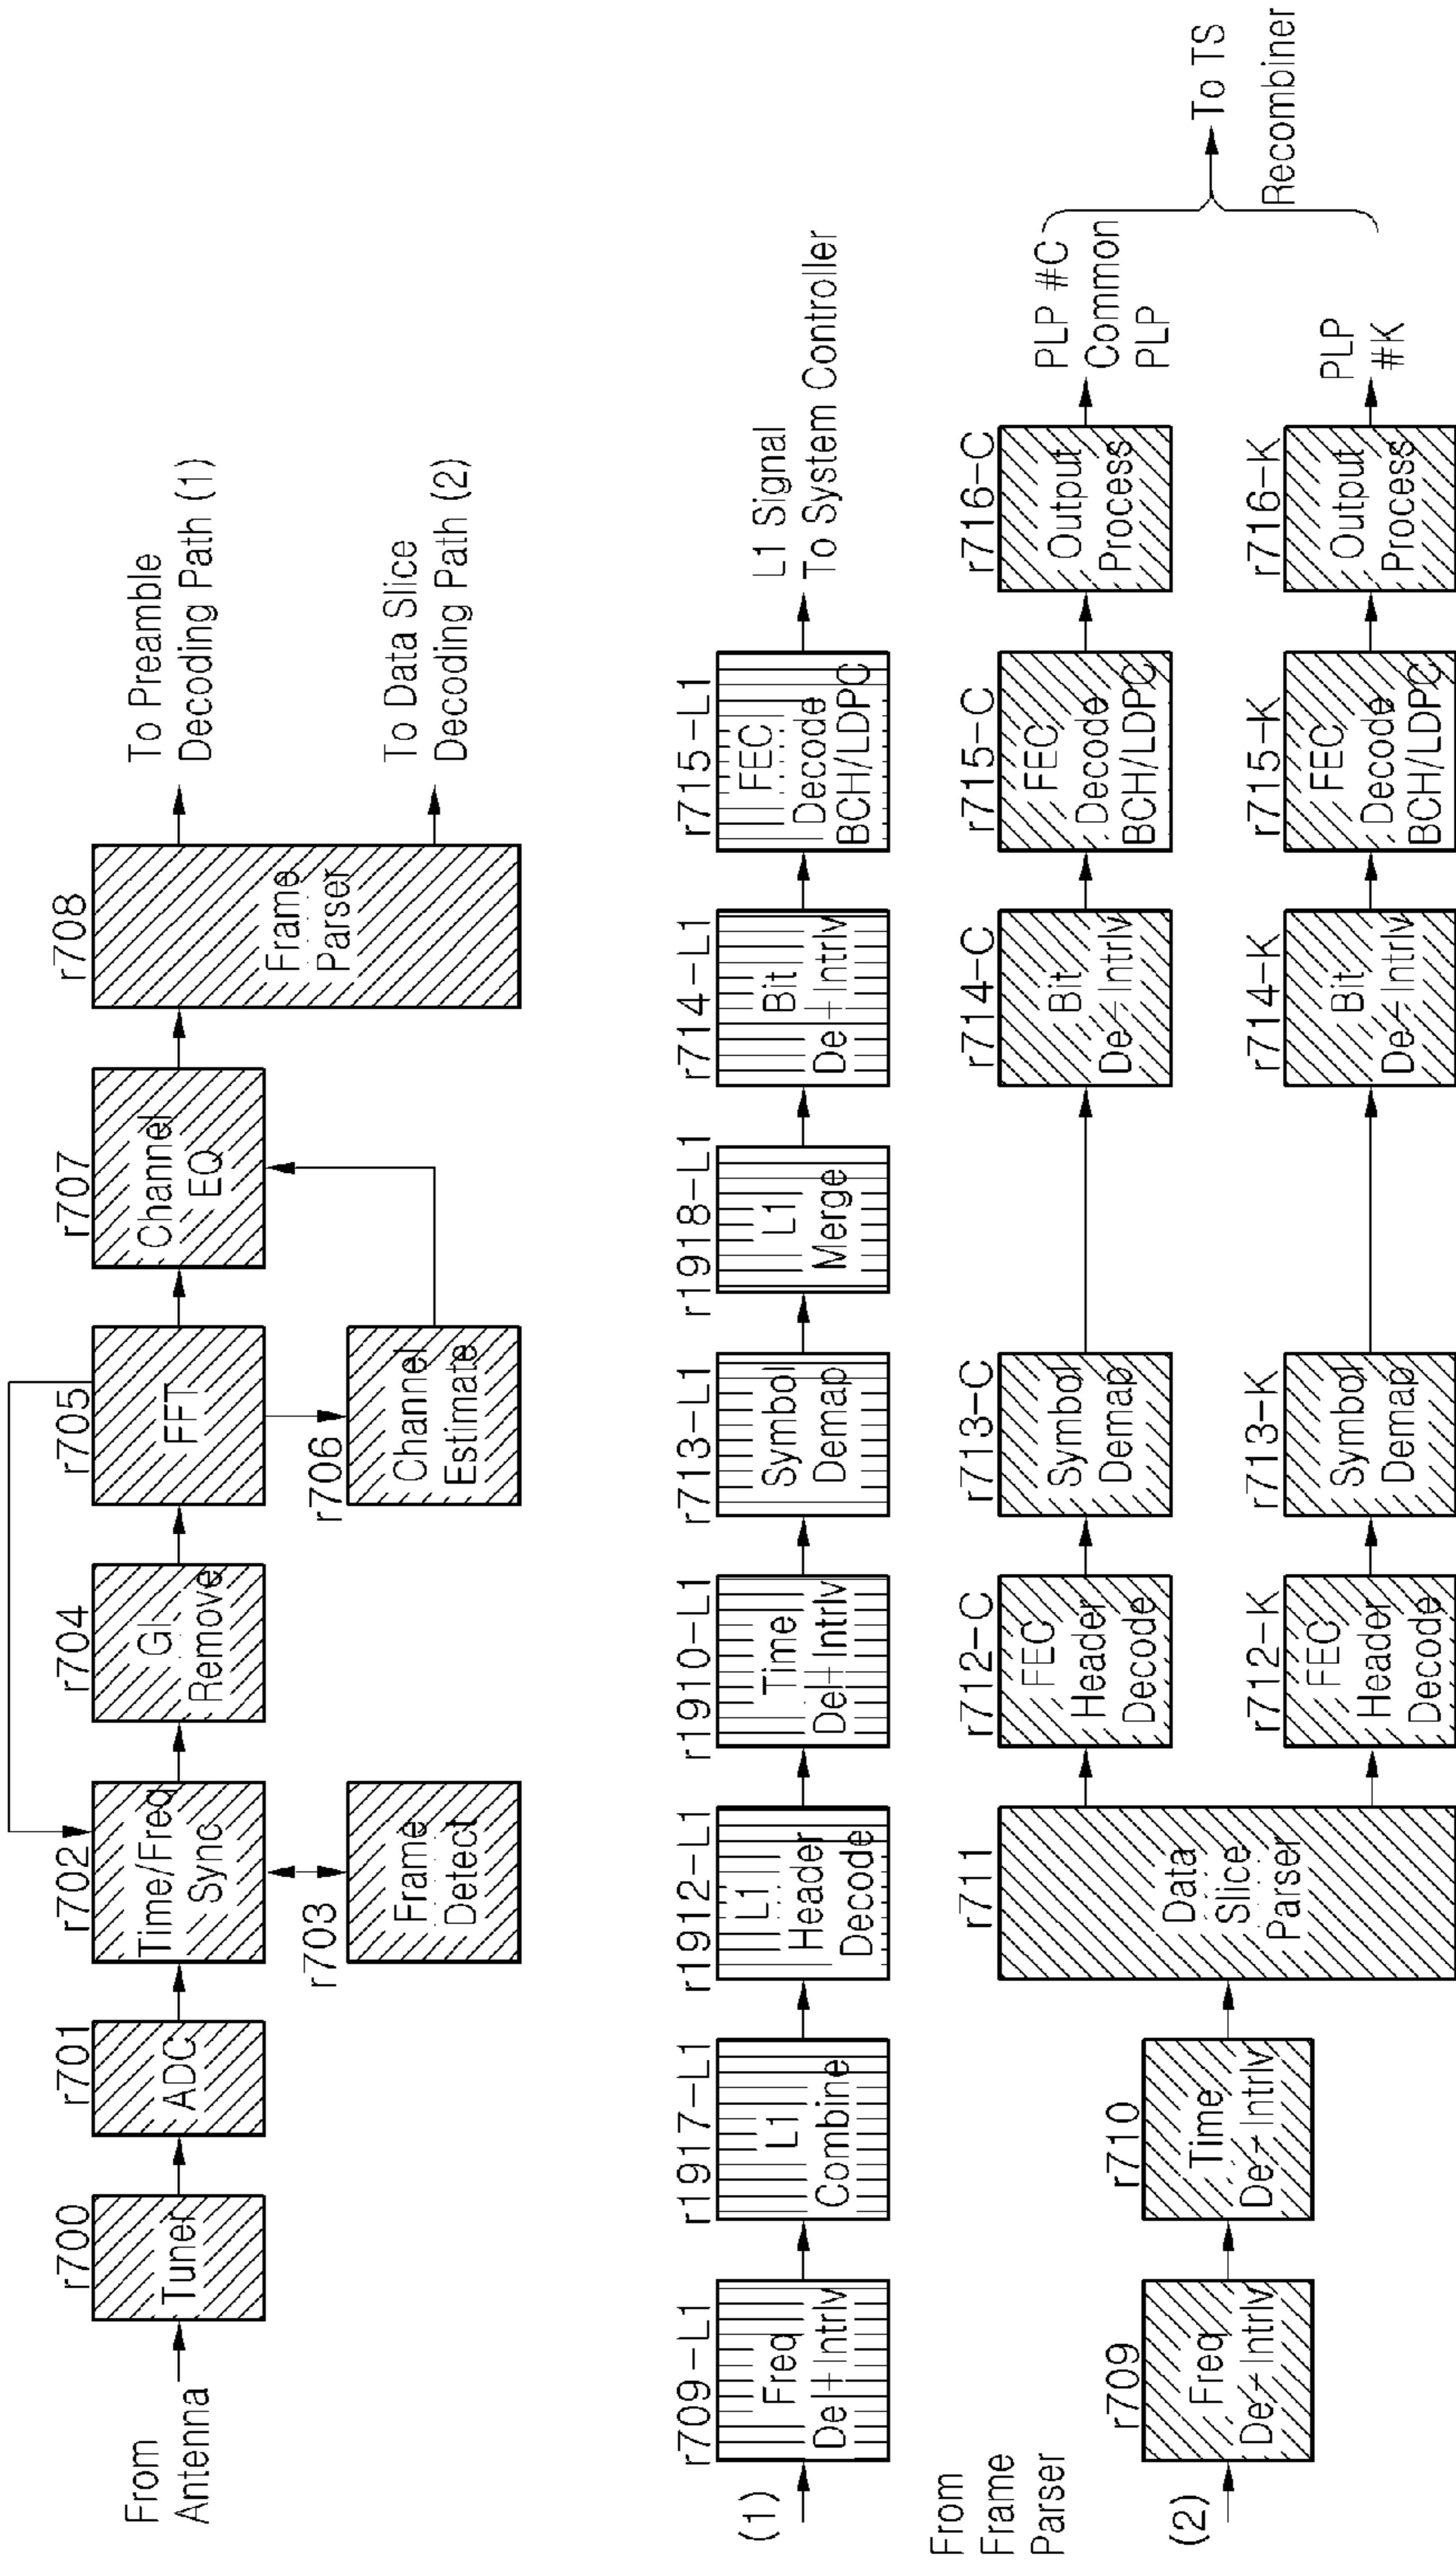 From
Antenna
r700
Tuner
r701
ADC
r702
Time/Freq
Sync
r703
Frame
Detect
r704
GI
Remove
r705
FFT
r706
Channel
Estimate
r707
Channel
EQ
r708
Frame
Parser
To Preamble
Decoding Path (1)
To Data Slice
Decoding Path (2)
(1)
r709-L1
Freq
De-Intrlv
r1917-L1
L1
Combine
r1912-L1
L1
Header
Decode
r1910-L1
Time
De-Intrlv
r713-L1
Symbol
Demap
r1918-L1
L1
Merge
r714-L1
Bit
De-Intrlv
r715-L1
FEC
Decode
BCH/LDPC
L1 Signal
To System Controller
From
Frame
Parser
(2)
r709
Freq
De-Intrlv
r710
Time
De-Intrlv
r711
Data
Slice
Parser
r712-C
FEC
Header
Decode
r713-C
Symbol
Demap
r714-C
Bit
De-Intrlv
r715-C
FEC
Decode
BCH/LDPC
r716-C
Output
Process
PLP #C
Common
PLP
r712-K
FEC
Header
Decode
r713-K
Symbol
Demap
r714-K
Bit
De-Intrlv
r715-K
FEC
Decode
BCH/LDPC
r716-K
Output
Process
PLP
#K
To TS
Recombiner